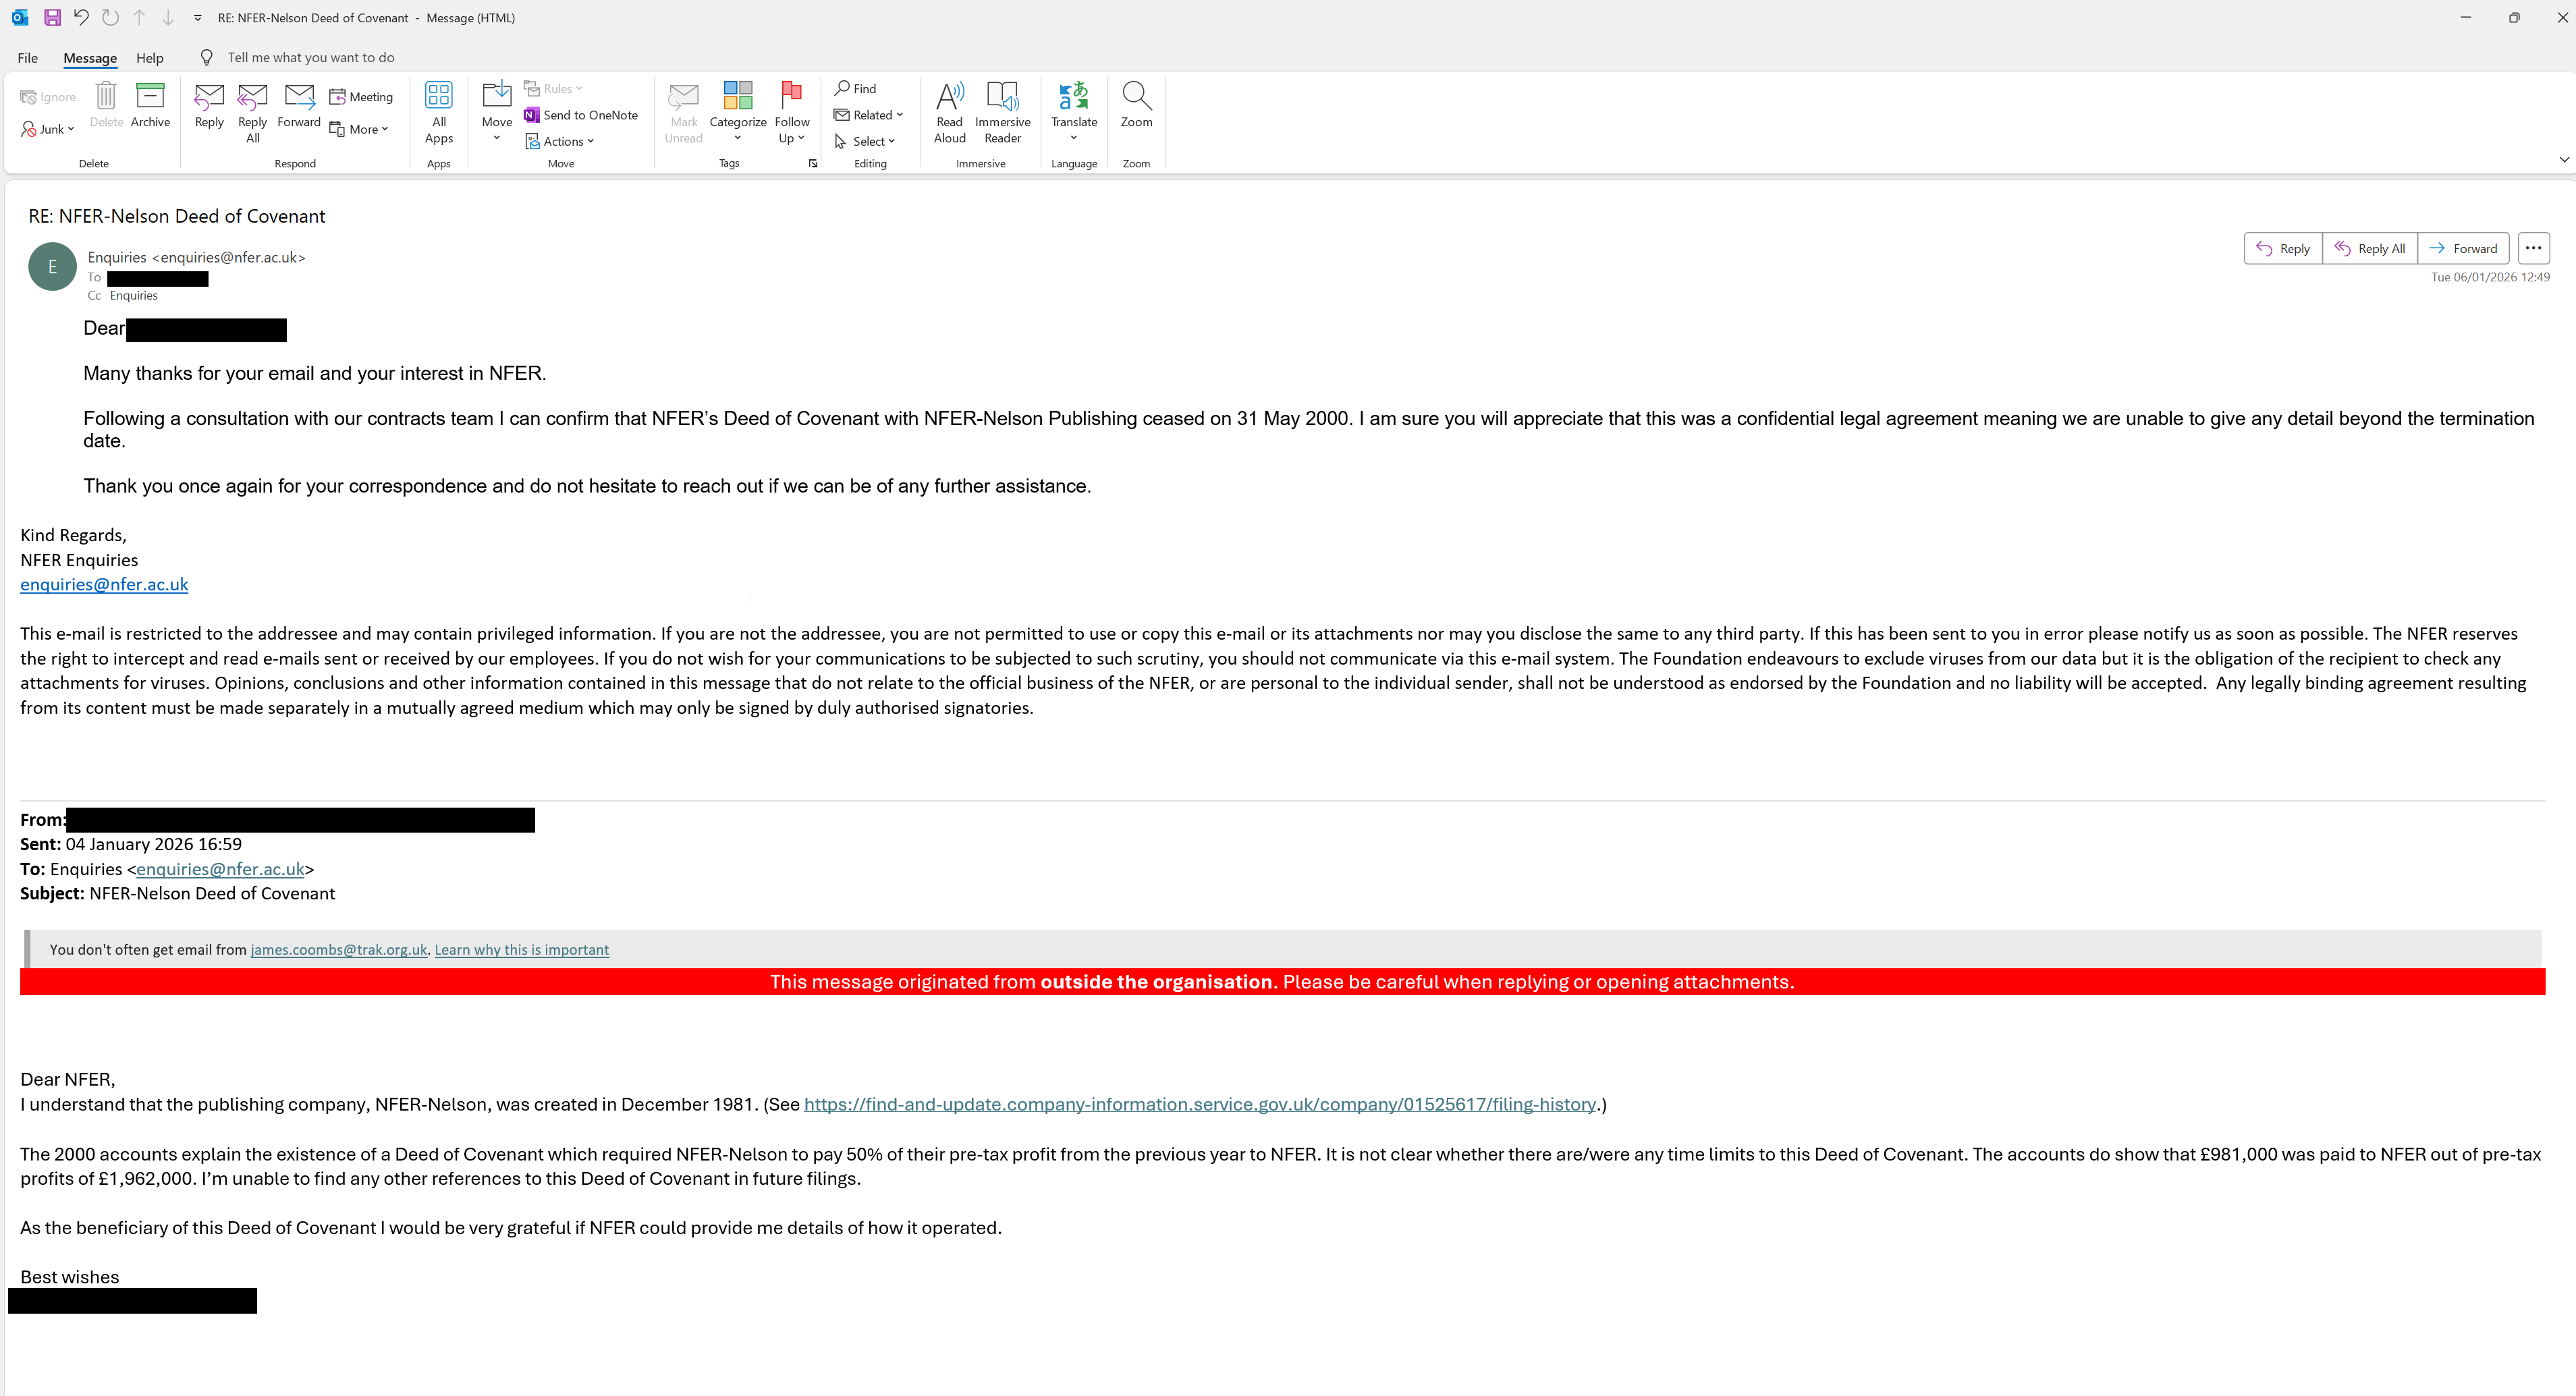 RE: NFER-Nelson Deed of Covenant - Message (HTML)
File Message Help Tell me what you want to do
Ignore
Junk
Delete
Archive
Delete
Reply
Reply All
Forward
Meeting
More
Respond
All Apps
Apps
Move
Rules
Send to OneNote
Actions
Move
Mark Unread
Categorize
Follow Up
Tags
Find
Related
Select
Editing
Read Aloud
Immersive Reader
Immersive
Translate
Language
Zoom
Zoom
RE: NFER-Nelson Deed of Covenant
E
Enquiries <enquiries@nfer.ac.uk>
To
Cc Enquiries
Reply Reply All Forward
Tue 06/01/2026 12:49
Dear
Many thanks for your email and your interest in NFER.
Following a consultation with our contracts team I can confirm that NFER’s Deed of Covenant with NFER-Nelson Publishing ceased on 31 May 2000. I am sure you will appreciate that this was a confidential legal agreement meaning we are unable to give any detail beyond the termination
date.
Thank you once again for your correspondence and do not hesitate to reach out if we can be of any further assistance.
Kind Regards,
NFER Enquiries
enquiries@nfer.ac.uk
This e-mail is restricted to the addressee and may contain privileged information. If you are not the addressee, you are not permitted to use or copy this e-mail or its attachments nor may you disclose the same to any third party. If this has been sent to you in error please notify us as soon as possible. The NFER reserves
the right to intercept and read e-mails sent or received by our employees. If you do not wish for your communications to be subjected to such scrutiny, you should not communicate via this e-mail system. The Foundation endeavours to exclude viruses from our data but it is the obligation of the recipient to check any
attachments for viruses. Opinions, conclusions and other information contained in this message that do not relate to the official business of the NFER, or are personal to the individual sender, shall not be understood as endorsed by the Foundation and no liability will be accepted.  Any legally binding agreement resulting
from its content must be made separately in a mutually agreed medium which may only be signed by duly authorised signatories.
From:
Sent: 04 January 2026 16:59
To: Enquiries <enquiries@nfer.ac.uk>
Subject: NFER-Nelson Deed of Covenant
You don't often get email from james.coombs@trak.org.uk. Learn why this is important
This message originated from outside the organisation. Please be careful when replying or opening attachments.
Dear NFER,
I understand that the publishing company, NFER-Nelson, was created in December 1981. (See https://find-and-update.company-information.service.gov.uk/company/01525617/filing-history.)
The 2000 accounts explain the existence of a Deed of Covenant which required NFER-Nelson to pay 50% of their pre-tax profit from the previous year to NFER. It is not clear whether there are/were any time limits to this Deed of Covenant. The accounts do show that £981,000 was paid to NFER out of pre-tax
profits of £1,962,000. I’m unable to find any other references to this Deed of Covenant in future filings.
As the beneficiary of this Deed of Covenant I would be very grateful if NFER could provide me details of how it operated.
Best wishes